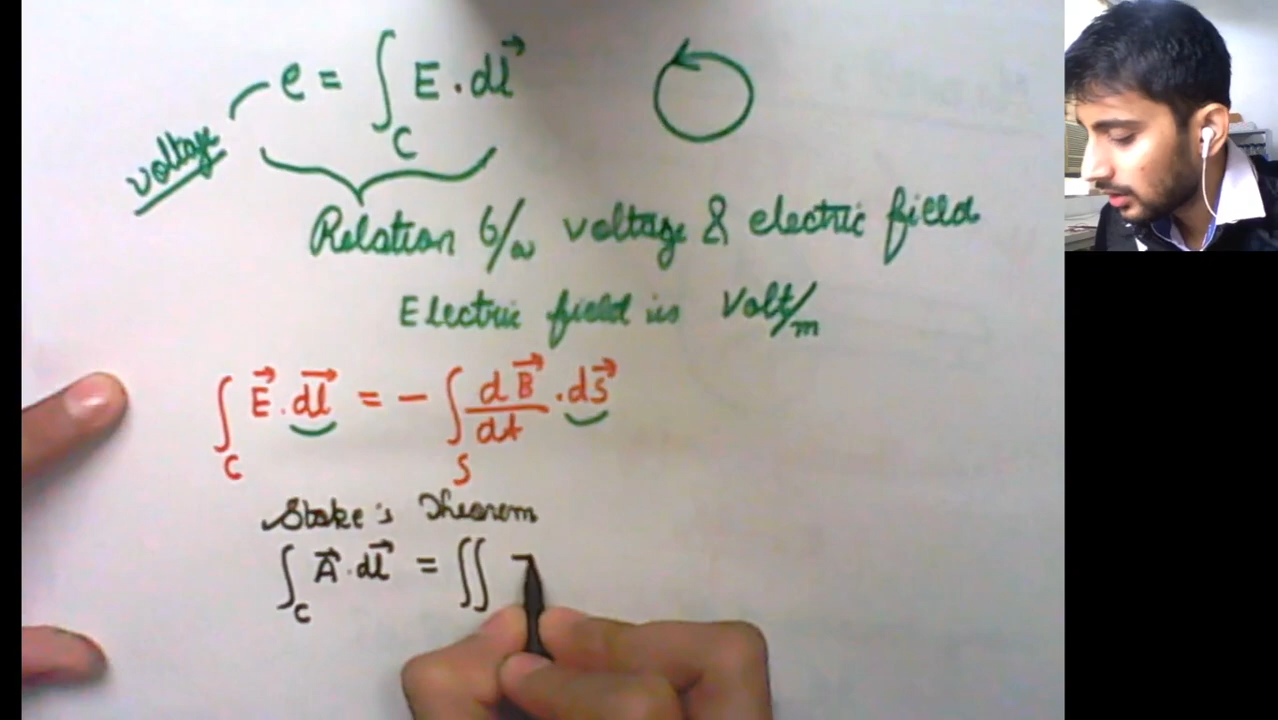 voltage e = ∫_C E . dl⃗
Relation b/w voltage & electric field
Electric field is Volt/m
∫_C E⃗ . dl⃗ = - ∫_S dB⃗/dt . dS⃗
Stoke's Theorem
∫_C A⃗ . dl⃗ = ∬